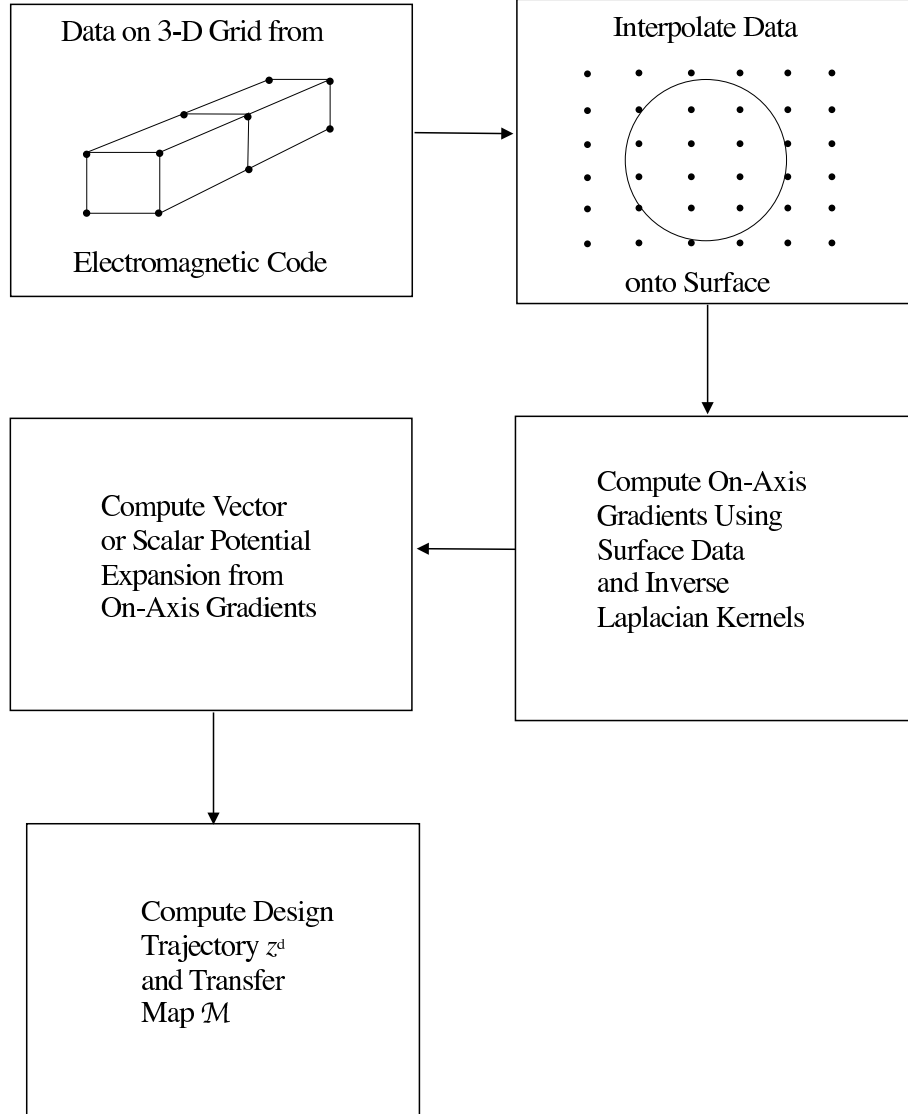 Data on 3-D Grid from
Electromagnetic Code
Interpolate Data
onto Surface
Compute On-Axis
Gradients Using
Surface Data
and Inverse
Laplacian Kernels
Compute Vector
or Scalar Potential
Expansion from
On-Axis Gradients
Compute Design
Trajectory zᵈ
and Transfer
Map ℳ